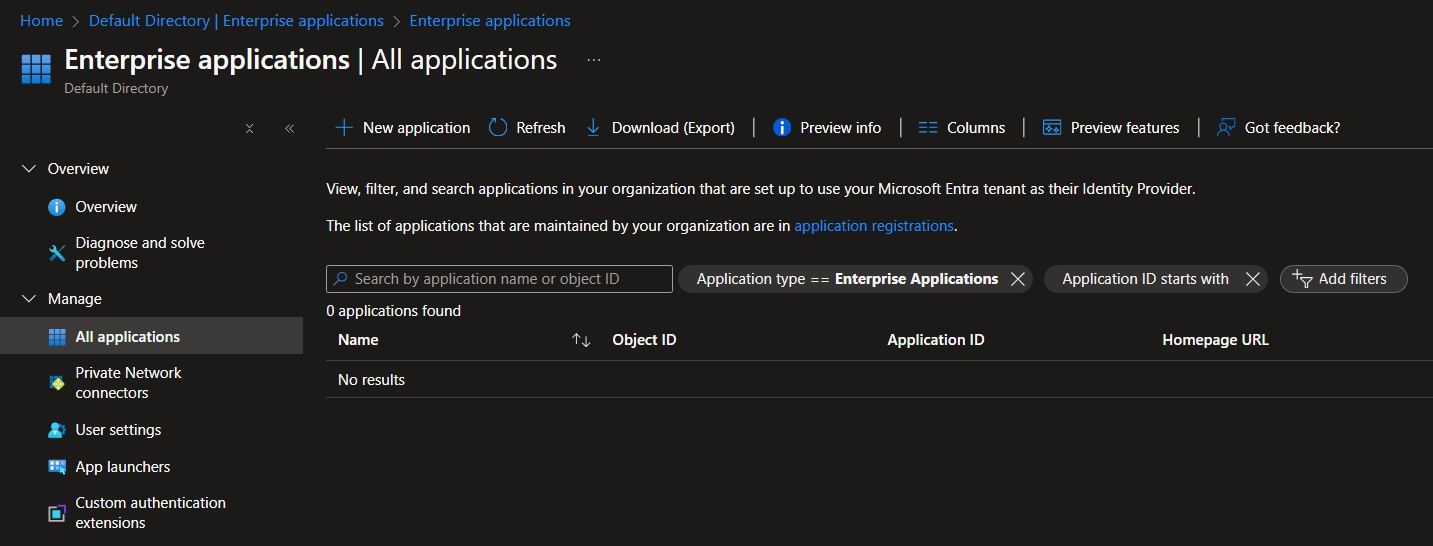 Home > Default Directory | Enterprise applications > Enterprise applications
Enterprise applications | All applications ...
Default Directory
New application Refresh Download (Export) Preview info Columns Preview features Got feedback?
Overview
Overview
Diagnose and solve
problems
Manage
All applications
Private Network
connectors
User settings
App launchers
Custom authentication
extensions
View, filter, and search applications in your organization that are set up to use your Microsoft Entra tenant as their Identity Provider.
The list of applications that are maintained by your organization are in application registrations.
Search by application name or object ID Application type == Enterprise Applications Application ID starts with Add filters
0 applications found
Name Object ID Application ID Homepage URL
No results